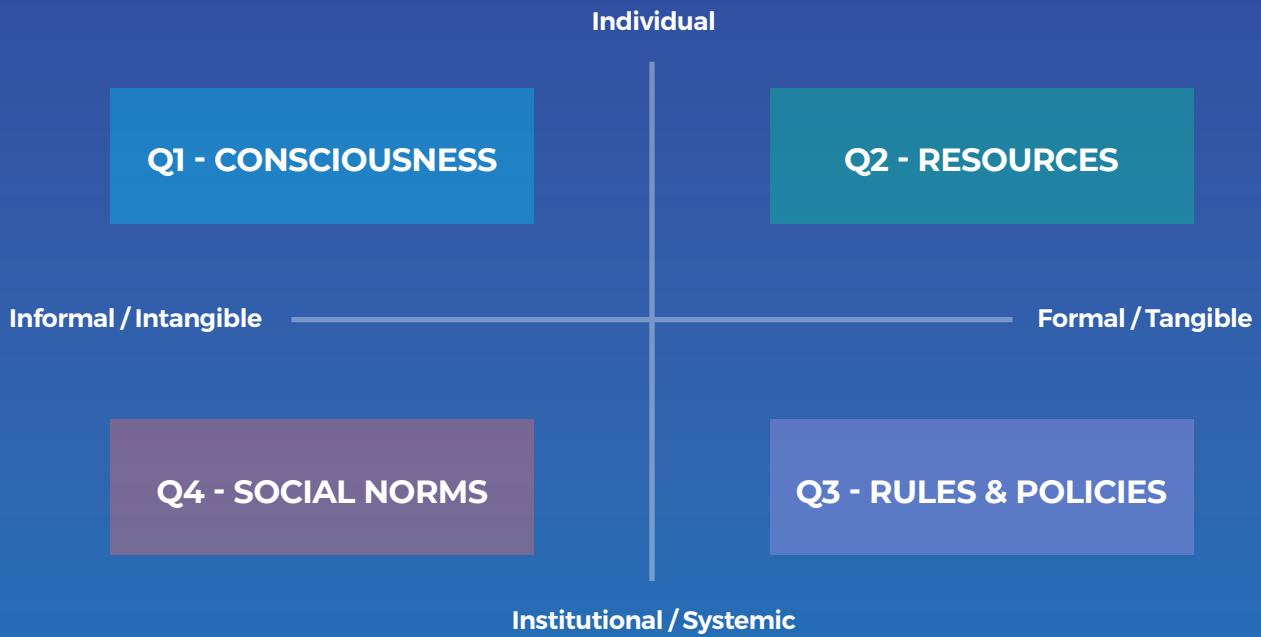 Individual
Q1 - CONSCIOUSNESS
Q2 - RESOURCES
Informal / Intangible
Formal / Tangible
Q4 - SOCIAL NORMS
Q3 - RULES & POLICIES
Institutional / Systemic